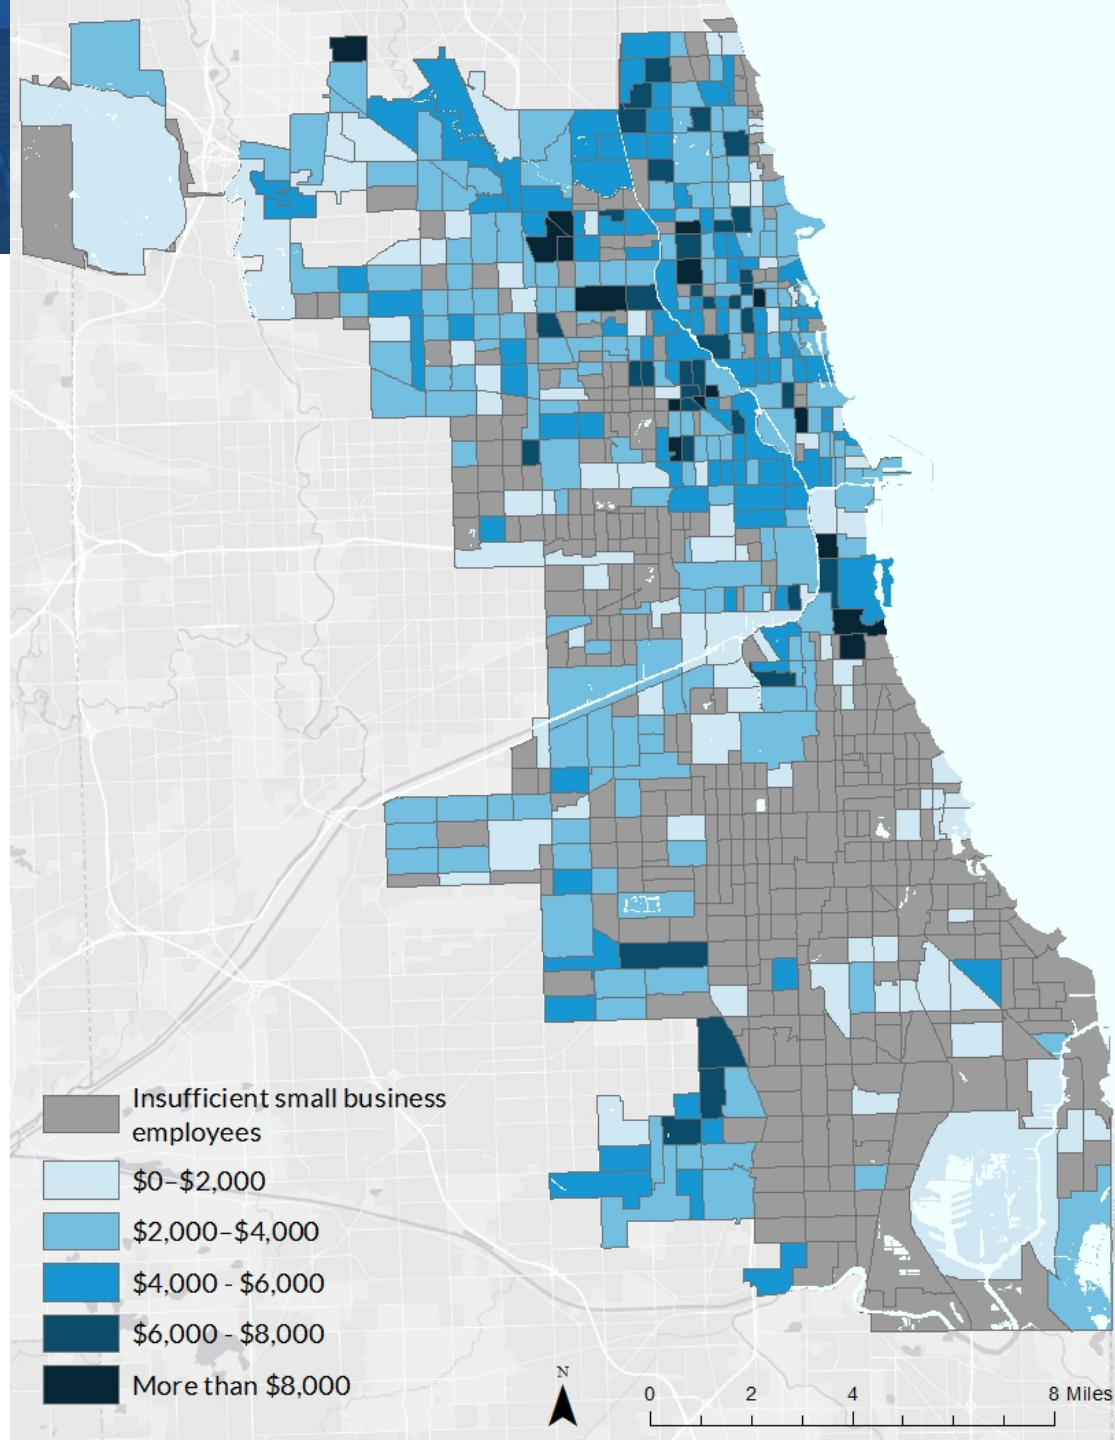 Insufficient small business
employees
$0–$2,000
$2,000–$4,000
$4,000 - $6,000
$6,000 - $8,000
More than $8,000
N
0 2 4 8 Miles